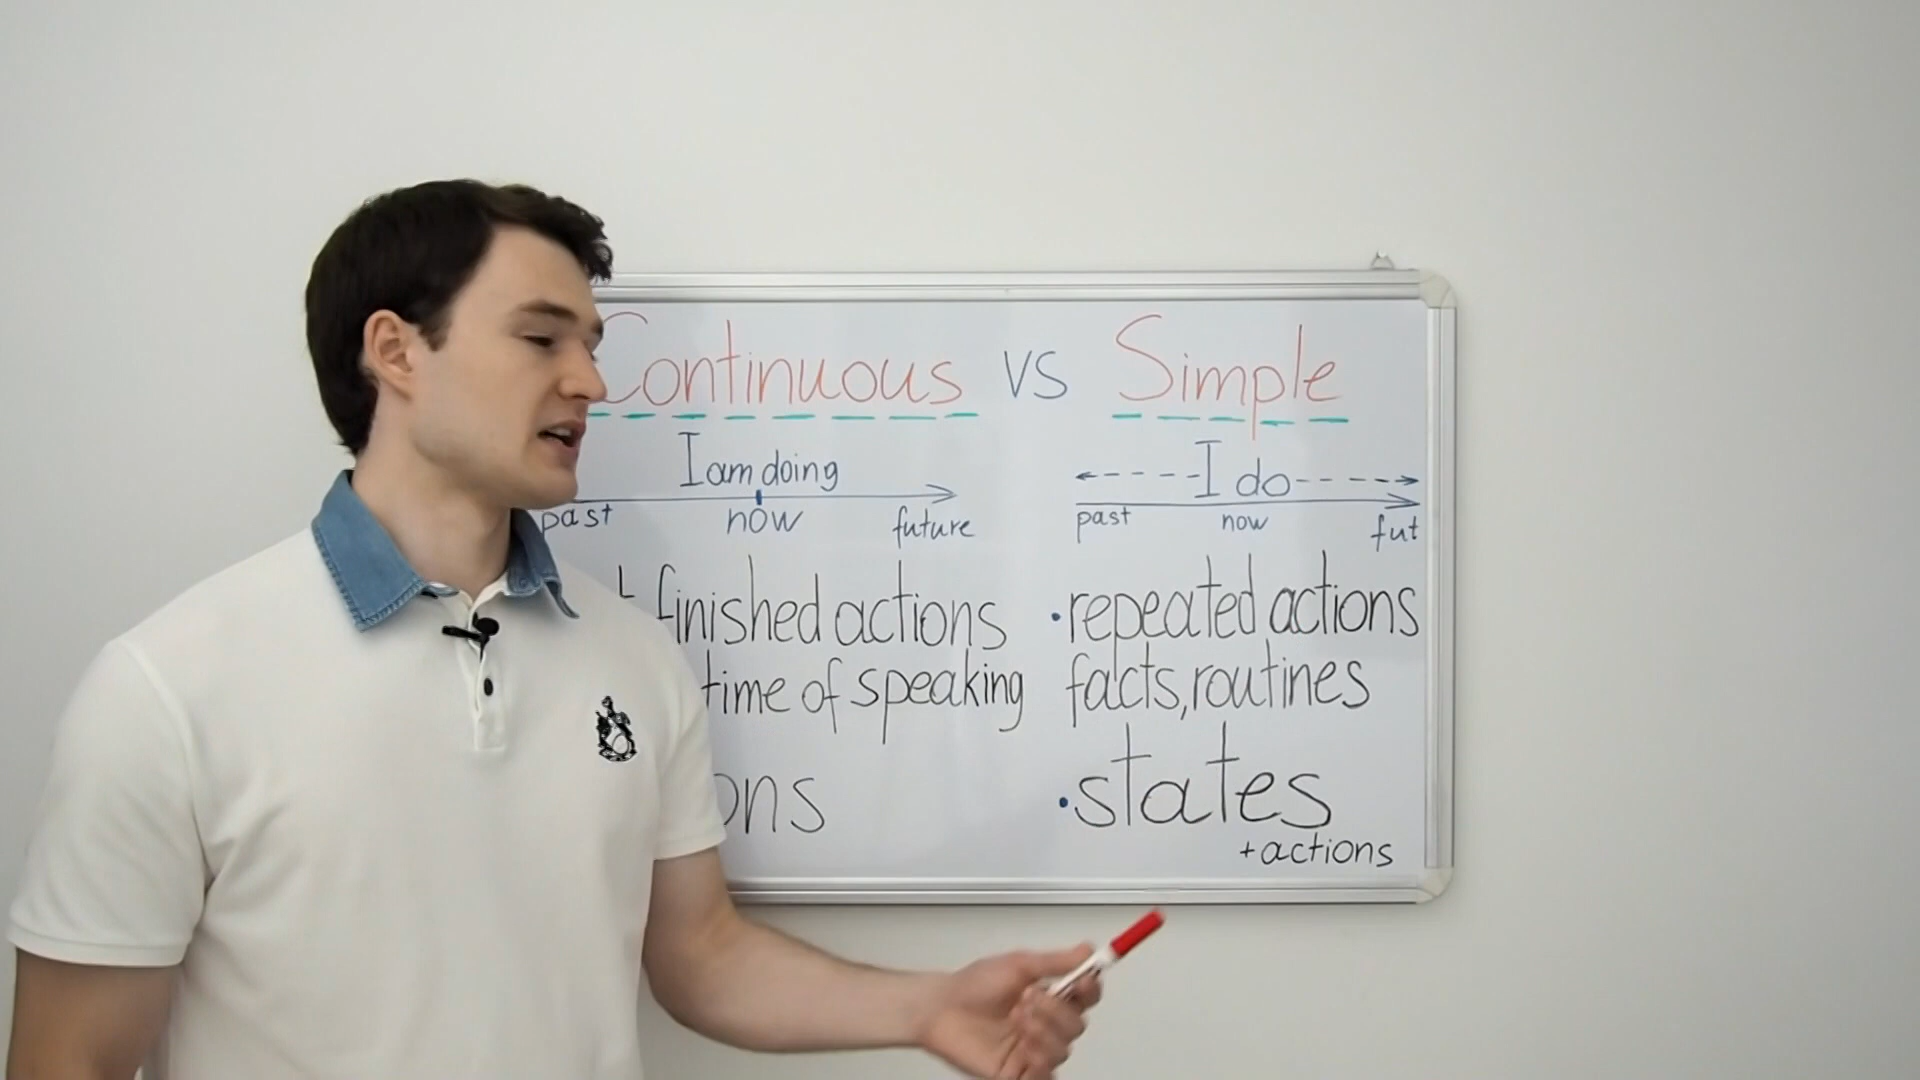 Continuous vs Simple
I am doing
past now future
I do
past now fut
finished actions
time of speaking
• repeated actions
facts, routines
• states
+ actions